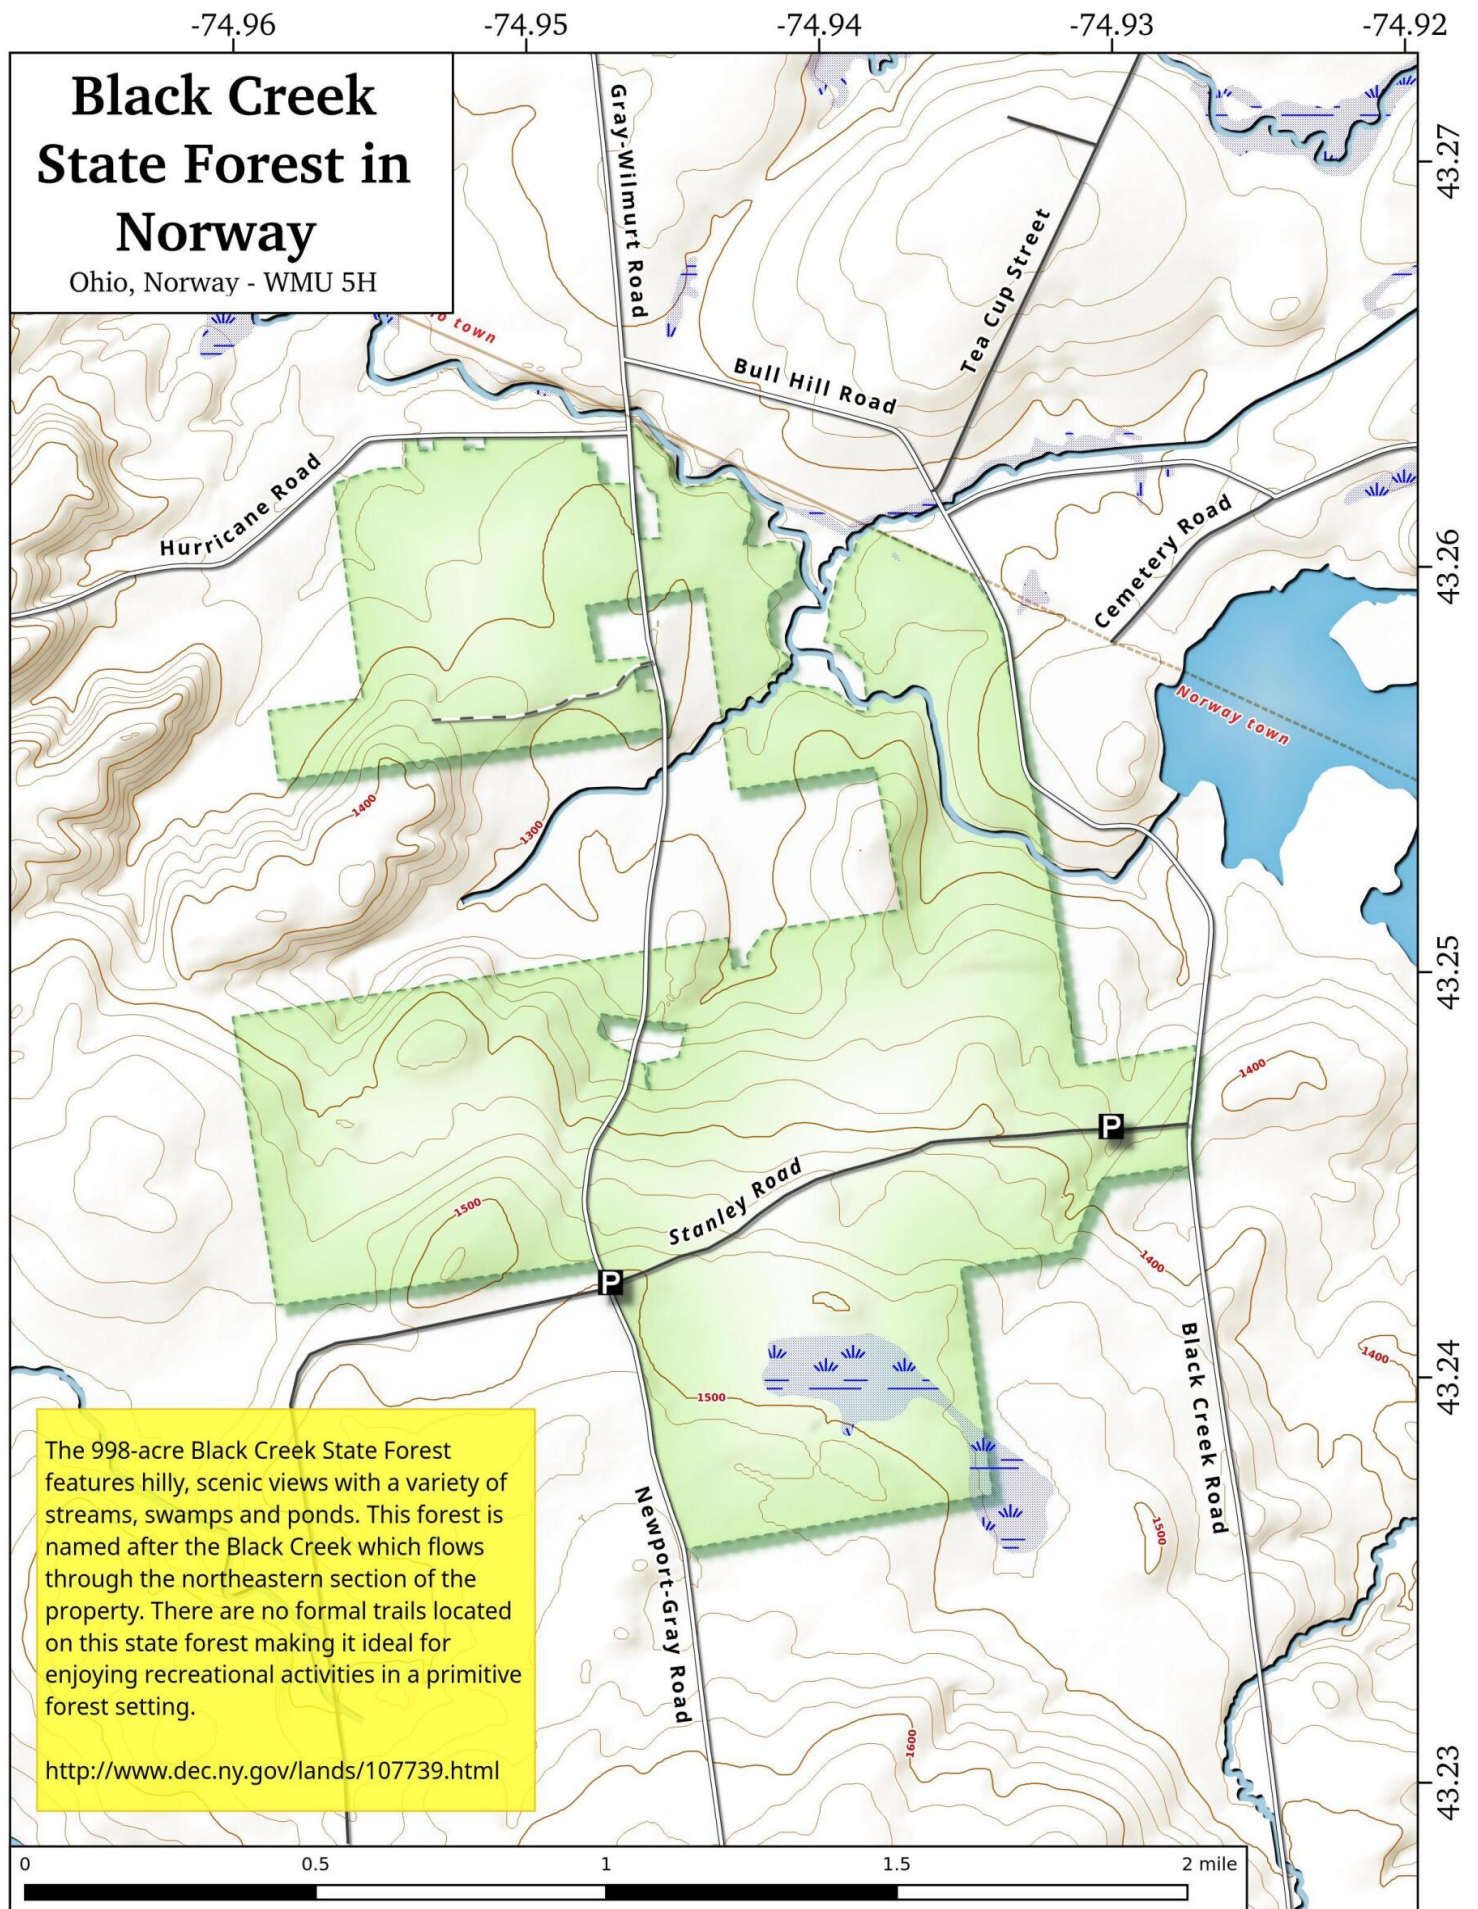 -74.96 -74.95 -74.94 -74.93 -74.92
Black Creek
State Forest in
Norway
Ohio, Norway - WMU 5H
43.27
43.26
43.25
43.24
43.23
Gray-Wilmurt Road
Tea Cup Street
town
Bull Hill Road
Hurricane Road
Cemetery Road
Norway town
1400
1300
1400
P
Stanley Road
1500
P
1400
1400
1500
Black Creek Road
1500
Newport-Gray Road
1600
The 998-acre Black Creek State Forest
features hilly, scenic views with a variety of
streams, swamps and ponds. This forest is
named after the Black Creek which flows
through the northeastern section of the
property. There are no formal trails located
on this state forest making it ideal for
enjoying recreational activities in a primitive
forest setting.
http://www.dec.ny.gov/lands/107739.html
0 0.5 1 1.5 2 mile